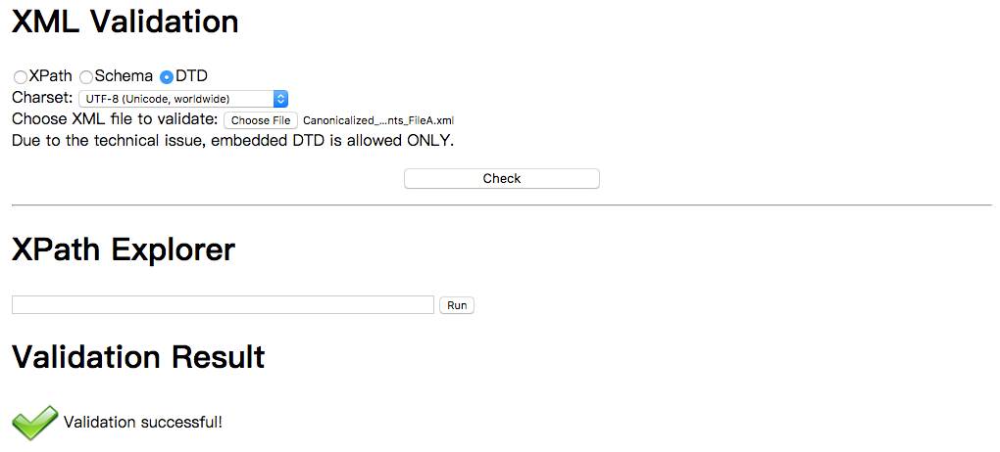 XML Validation
XPath Schema DTD
Charset: UTF-8 (Unicode, worldwide)
Choose XML file to validate: Choose File Canonicalized_...nts_FileA.xml
Due to the technical issue, embedded DTD is allowed ONLY.
Check
XPath Explorer
Run
Validation Result
Validation successful!